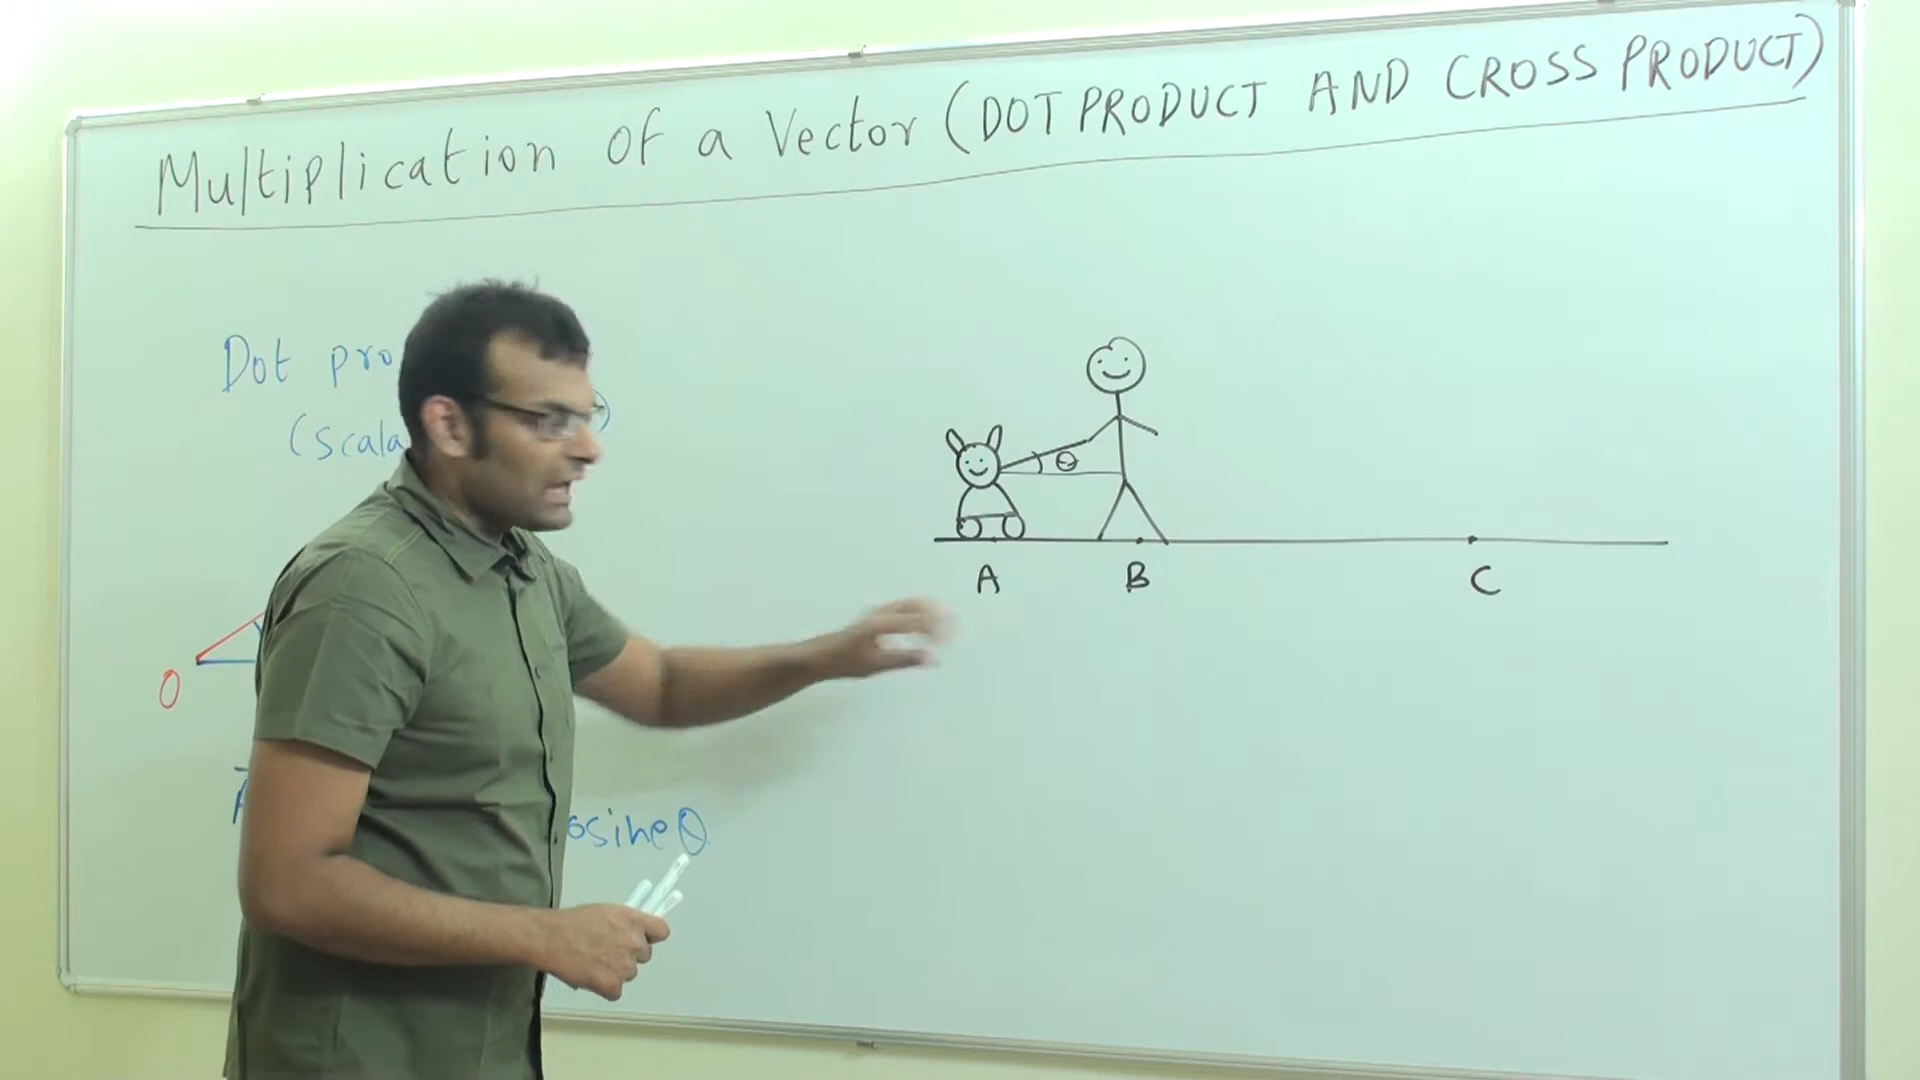 Multiplication of a Vector (DOT PRODUCT AND CROSS PRODUCT)
Dot pro
(Scala )
θ
A B C
O
A
osine θ